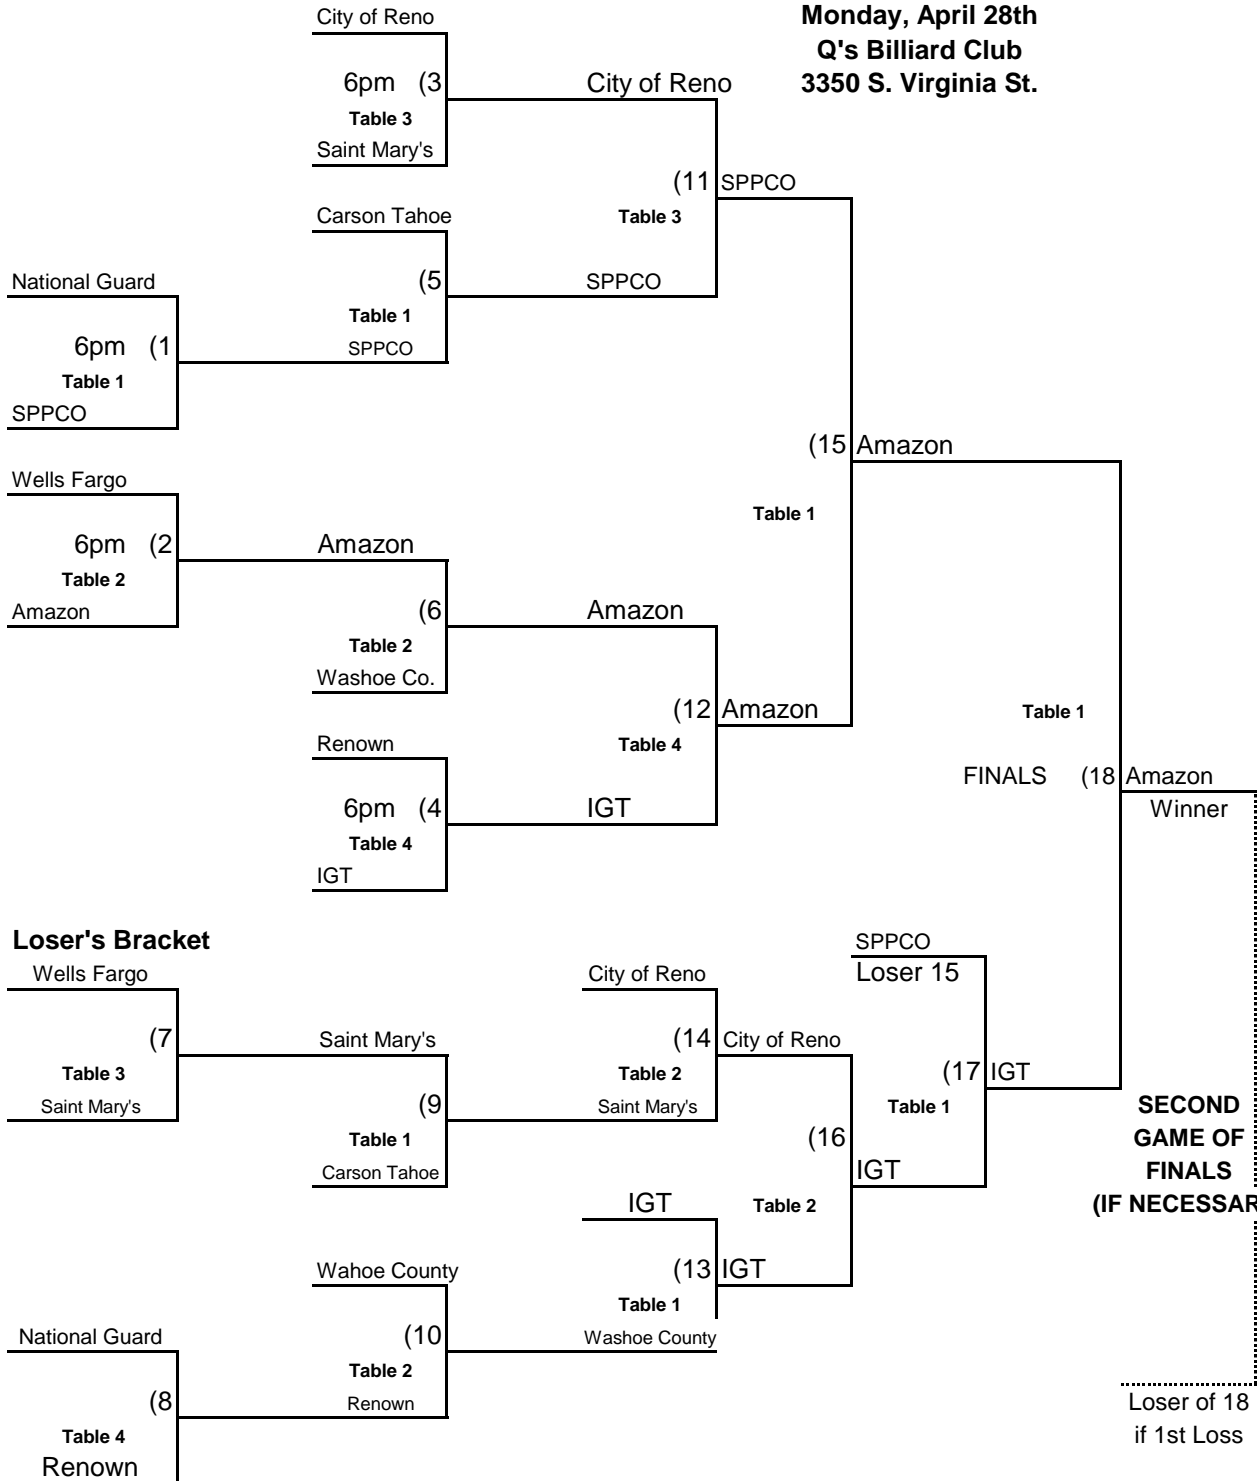 City of Reno
Monday, April 28th
Q's Billiard Club
3350 S. Virginia St.
6pm (3
City of Reno
Table 3
Saint Mary's
(11 SPPCO
Table 3
Carson Tahoe
National Guard
(5
SPPCO
Table 1
SPPCO
6pm (1
Table 1
SPPCO
(15 Amazon
Table 1
Wells Fargo
6pm (2
Amazon
Table 2
Amazon
(6
Amazon
Table 2
Washoe Co.
(12 Amazon
Table 4
Table 1
Renown
FINALS (18 Amazon
Winner
6pm (4
IGT
Table 4
IGT
Loser's Bracket
Wells Fargo
City of Reno
SPPCO
Loser 15
(7
Saint Mary's
(14 City of Reno
Table 3
Table 2
Saint Mary's
Saint Mary's
(17 IGT
Table 1
(9
Table 1
Carson Tahoe
(16
IGT
Table 2
SECOND
GAME OF
FINALS
(IF NECESSAR
IGT
Wahoe County
(13 IGT
Table 1
National Guard
(10
Washoe County
Table 2
Renown
(8
Table 4
Renown
Loser of 18
if 1st Loss